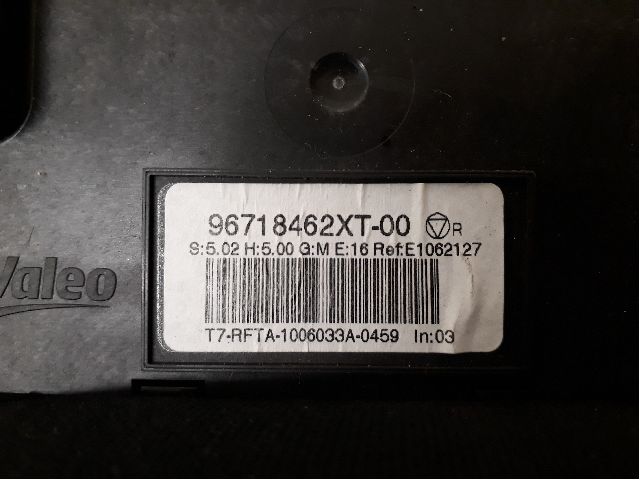 96718462XT-00 R
S:5.02 H:5.00 G:M E:16 Ref:E1062127
Valeo
T7-RFTA-1006033A-0459 In:03